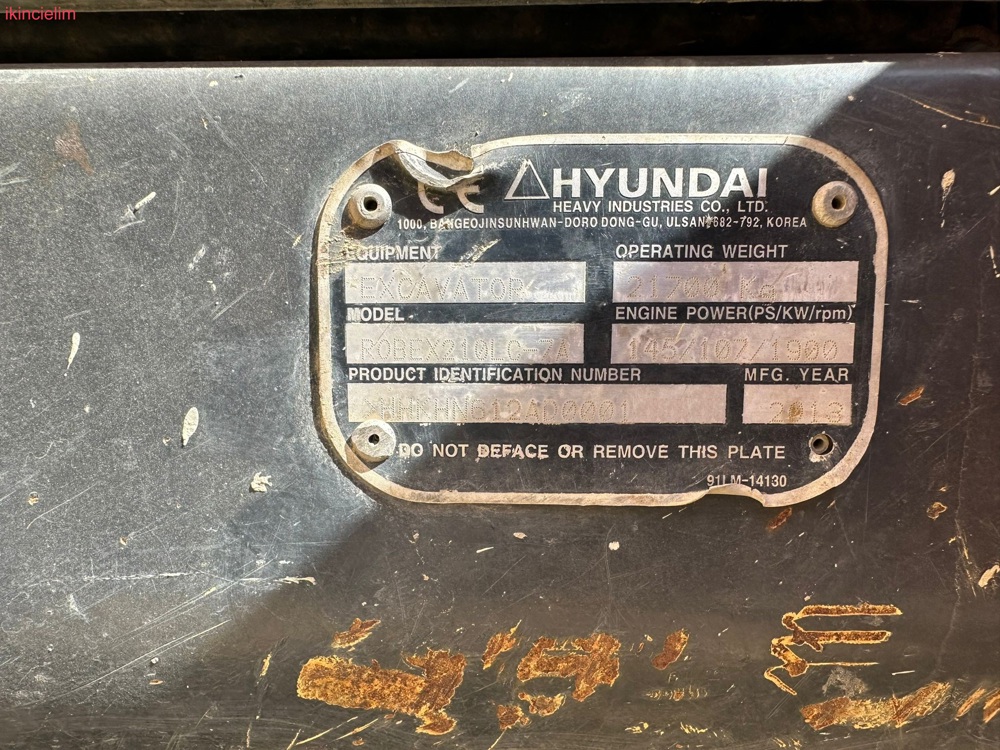 ikincielim
CE HYUNDAI
HEAVY INDUSTRIES CO., LTD.
1000, BANGEOJINSUNHWAN-DORO DONG-GU, ULSAN, 682-792, KOREA
EQUIPMENT OPERATING WEIGHT
EXCAVATOR 21700 Kg
MODEL ENGINE POWER(PS/KW/rpm)
ROBEX210LC-7A 145/107/1900
PRODUCT IDENTIFICATION NUMBER MFG. YEAR
2013
DO NOT DEFACE OR REMOVE THIS PLATE
91LM-14130